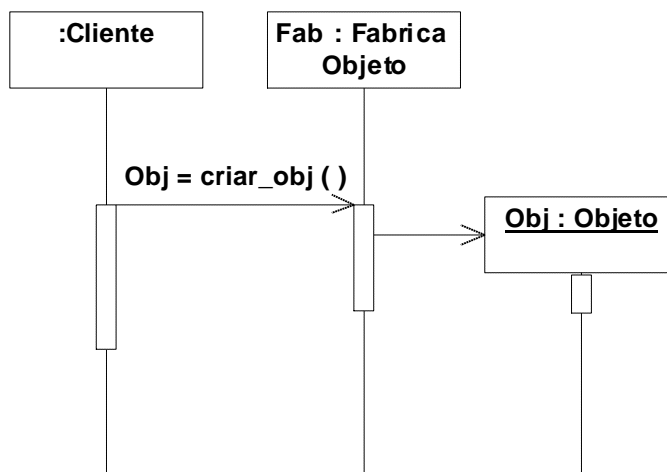 :Cliente
Fab : Fabrica
Objeto
Obj = criar_obj ( )
Obj : Objeto